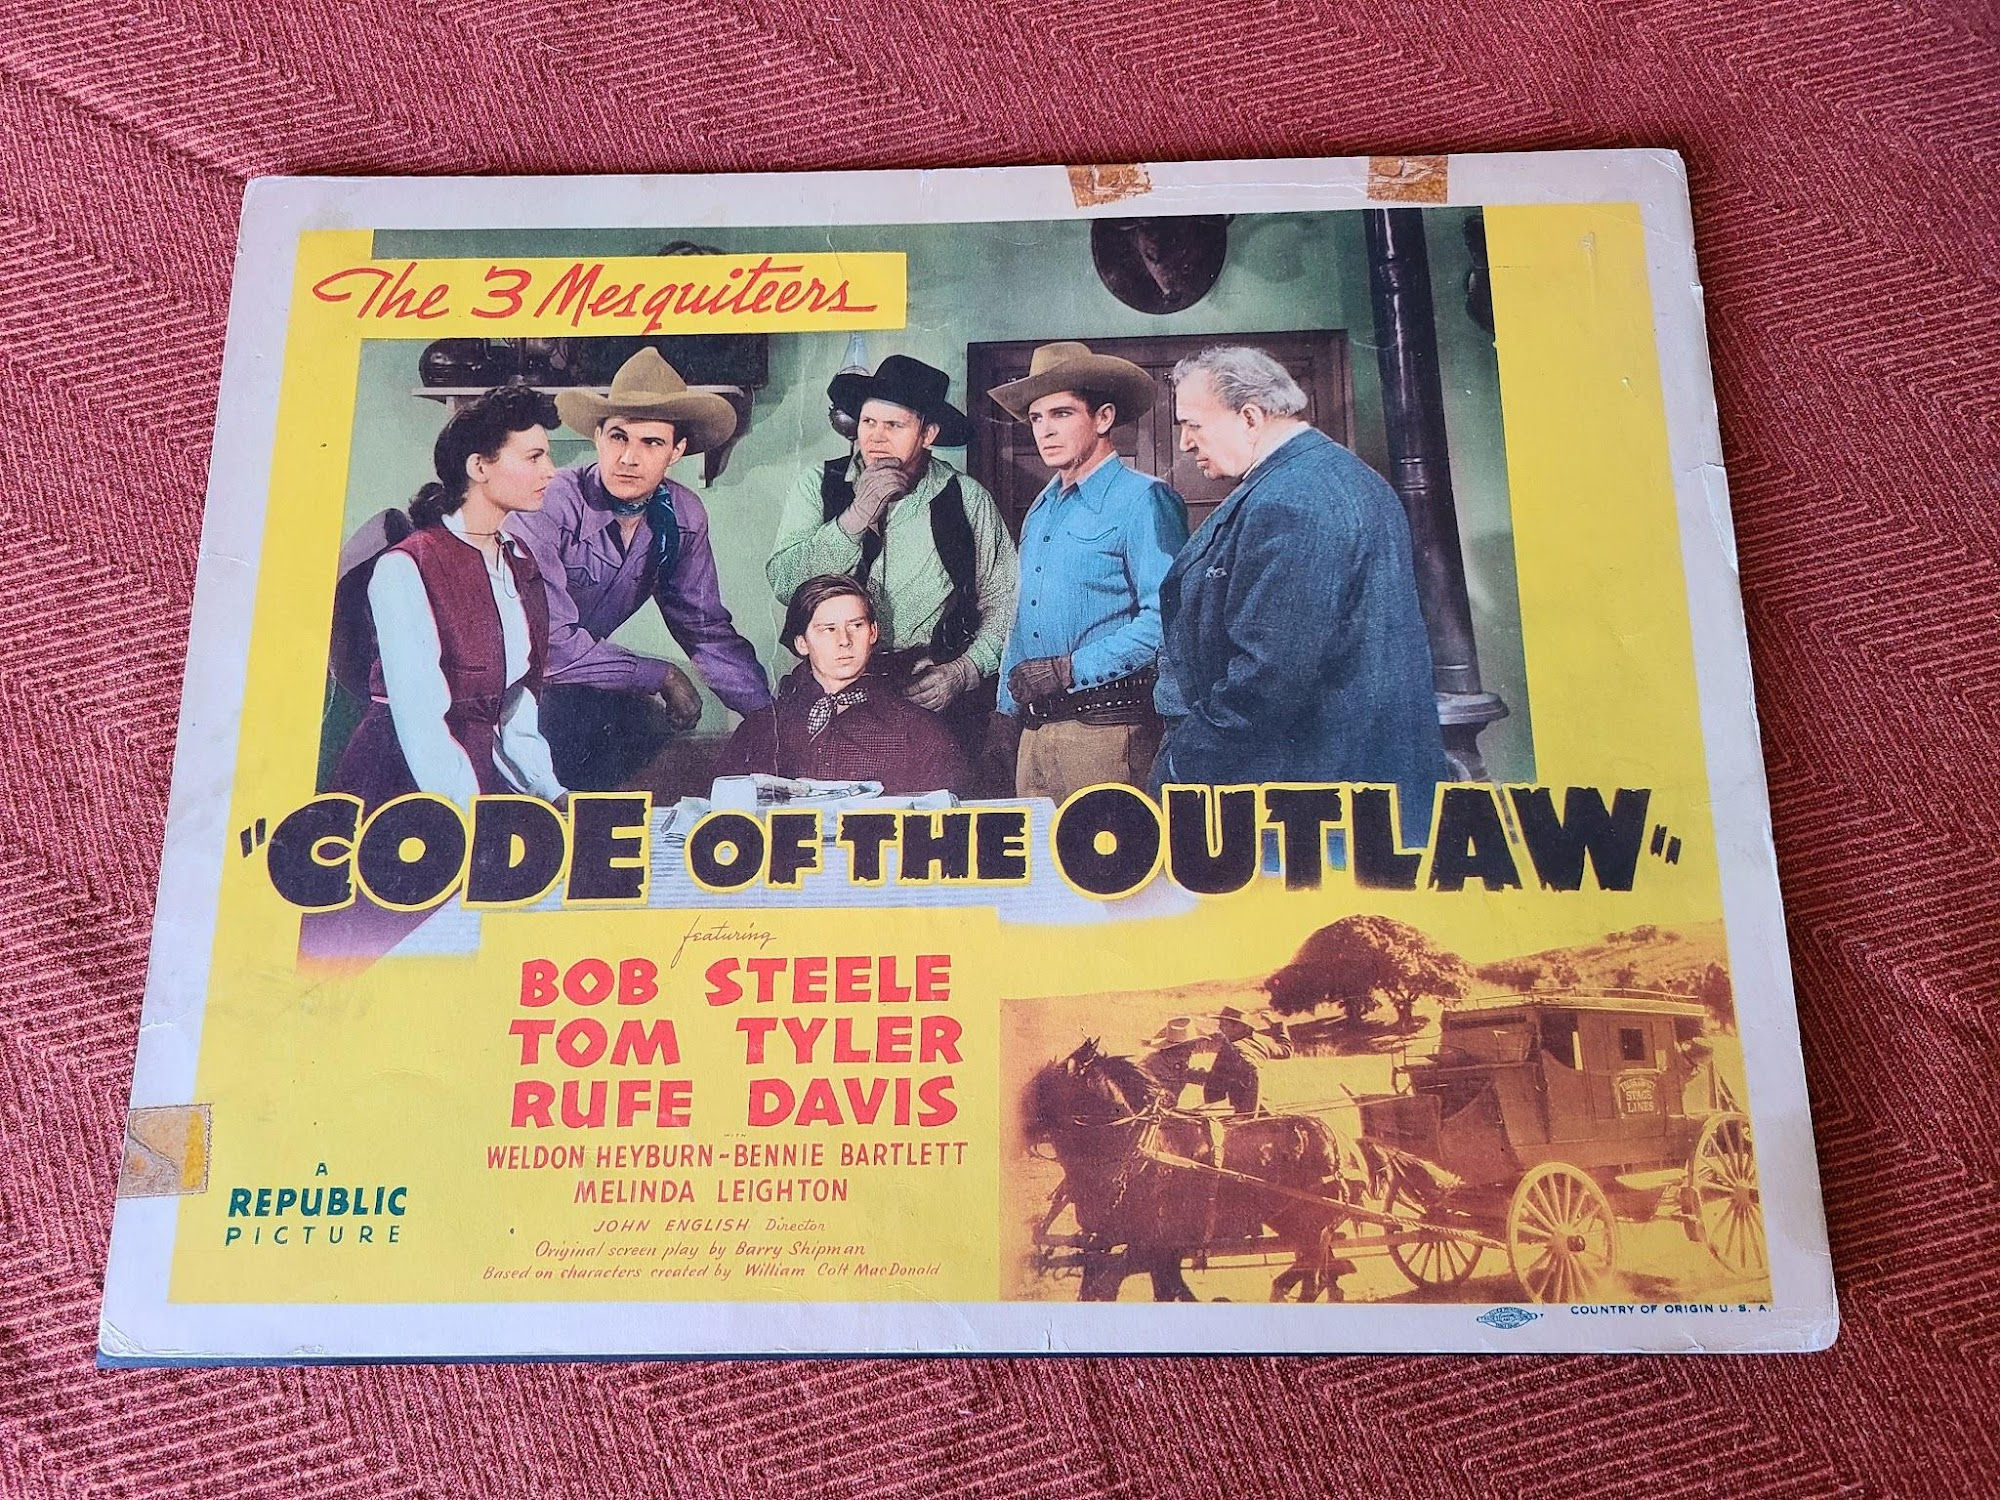 The 3 Mesquiteers
"CODE OF THE OUTLAW"
featuring
BOB STEELE
TOM TYLER
RUFE DAVIS
WITH
WELDON HEYBURN-BENNIE BARTLETT
MELINDA LEIGHTON
JOHN ENGLISH Director
Original screen play by Barry Shipman
Based on characters created by William Colt MacDonald
A
REPUBLIC
PICTURE
STAGE
LINES
COUNTRY OF ORIGIN U. S. A.